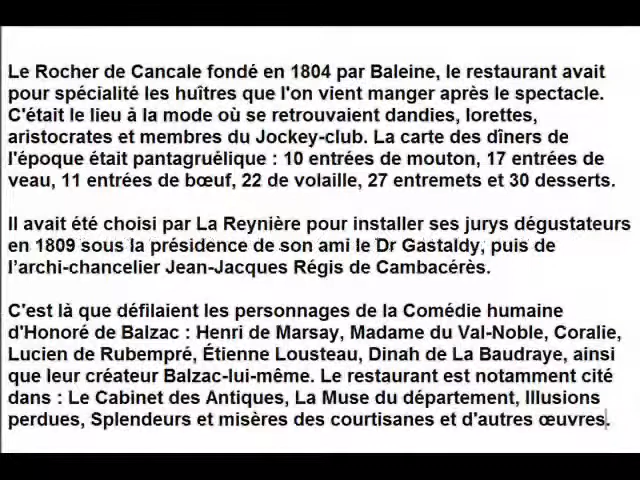 Le Rocher de Cancale fondé en 1804 par Baleine, le restaurant avait
pour spécialité les huîtres que l'on vient manger après le spectacle.
C'était le lieu à la mode où se retrouvaient dandies, lorettes,
aristocrates et membres du Jockey-club. La carte des dîners de
l'époque était pantagruélique : 10 entrées de mouton, 17 entrées de
veau, 11 entrées de bœuf, 22 de volaille, 27 entremets et 30 desserts.
Il avait été choisi par La Reynière pour installer ses jurys dégustateurs
en 1809 sous la présidence de son ami le Dr Gastaldy, puis de
l’archi-chancelier Jean-Jacques Régis de Cambacérès.
C'est là que défilaient les personnages de la Comédie humaine
d'Honoré de Balzac : Henri de Marsay, Madame du Val-Noble, Coralie,
Lucien de Rubempré, Étienne Lousteau, Dinah de La Baudraye, ainsi
que leur créateur Balzac-lui-même. Le restaurant est notamment cité
dans : Le Cabinet des Antiques, La Muse du département, Illusions
perdues, Splendeurs et misères des courtisanes et d'autres œuvres.